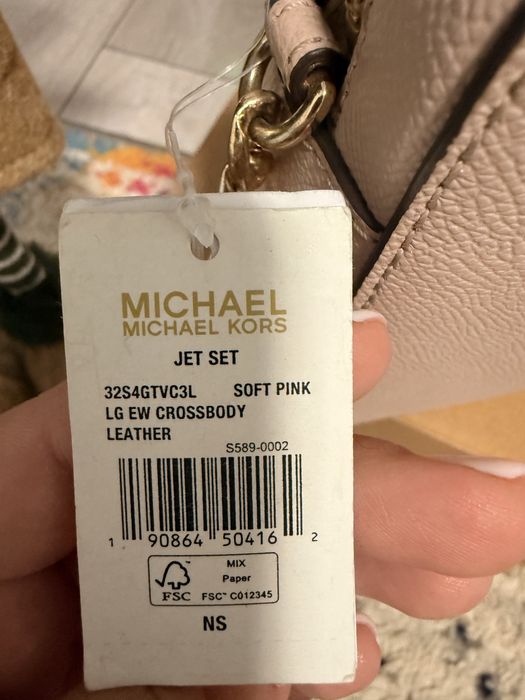 MICHAEL
MICHAEL KORS
JET SET
32S4GTVC3L SOFT PINK
LG EW CROSSBODY
LEATHER
S589-0002
1 90864 50416 2
MIX
Paper
FSC FSC™ C012345
NS